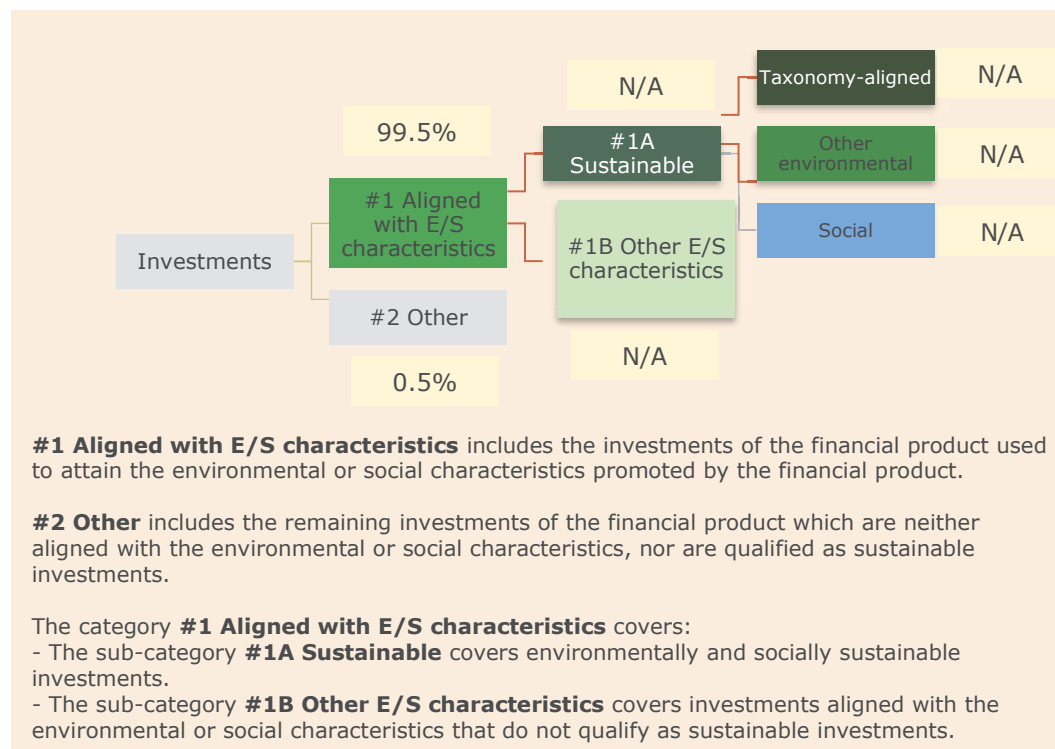 N/A
Taxonomy-aligned
N/A
99.5%
#1A
Sustainable
Other
environmental
N/A
#1 Aligned
with E/S
characteristics
Social
N/A
Investments
#1B Other E/S
characteristics
#2 Other
N/A
0.5%
#1 Aligned with E/S characteristics includes the investments of the financial product used
to attain the environmental or social characteristics promoted by the financial product.
#2 Other includes the remaining investments of the financial product which are neither
aligned with the environmental or social characteristics, nor are qualified as sustainable
investments.
The category #1 Aligned with E/S characteristics covers:
- The sub-category #1A Sustainable covers environmentally and socially sustainable
investments.
- The sub-category #1B Other E/S characteristics covers investments aligned with the
environmental or social characteristics that do not qualify as sustainable investments.